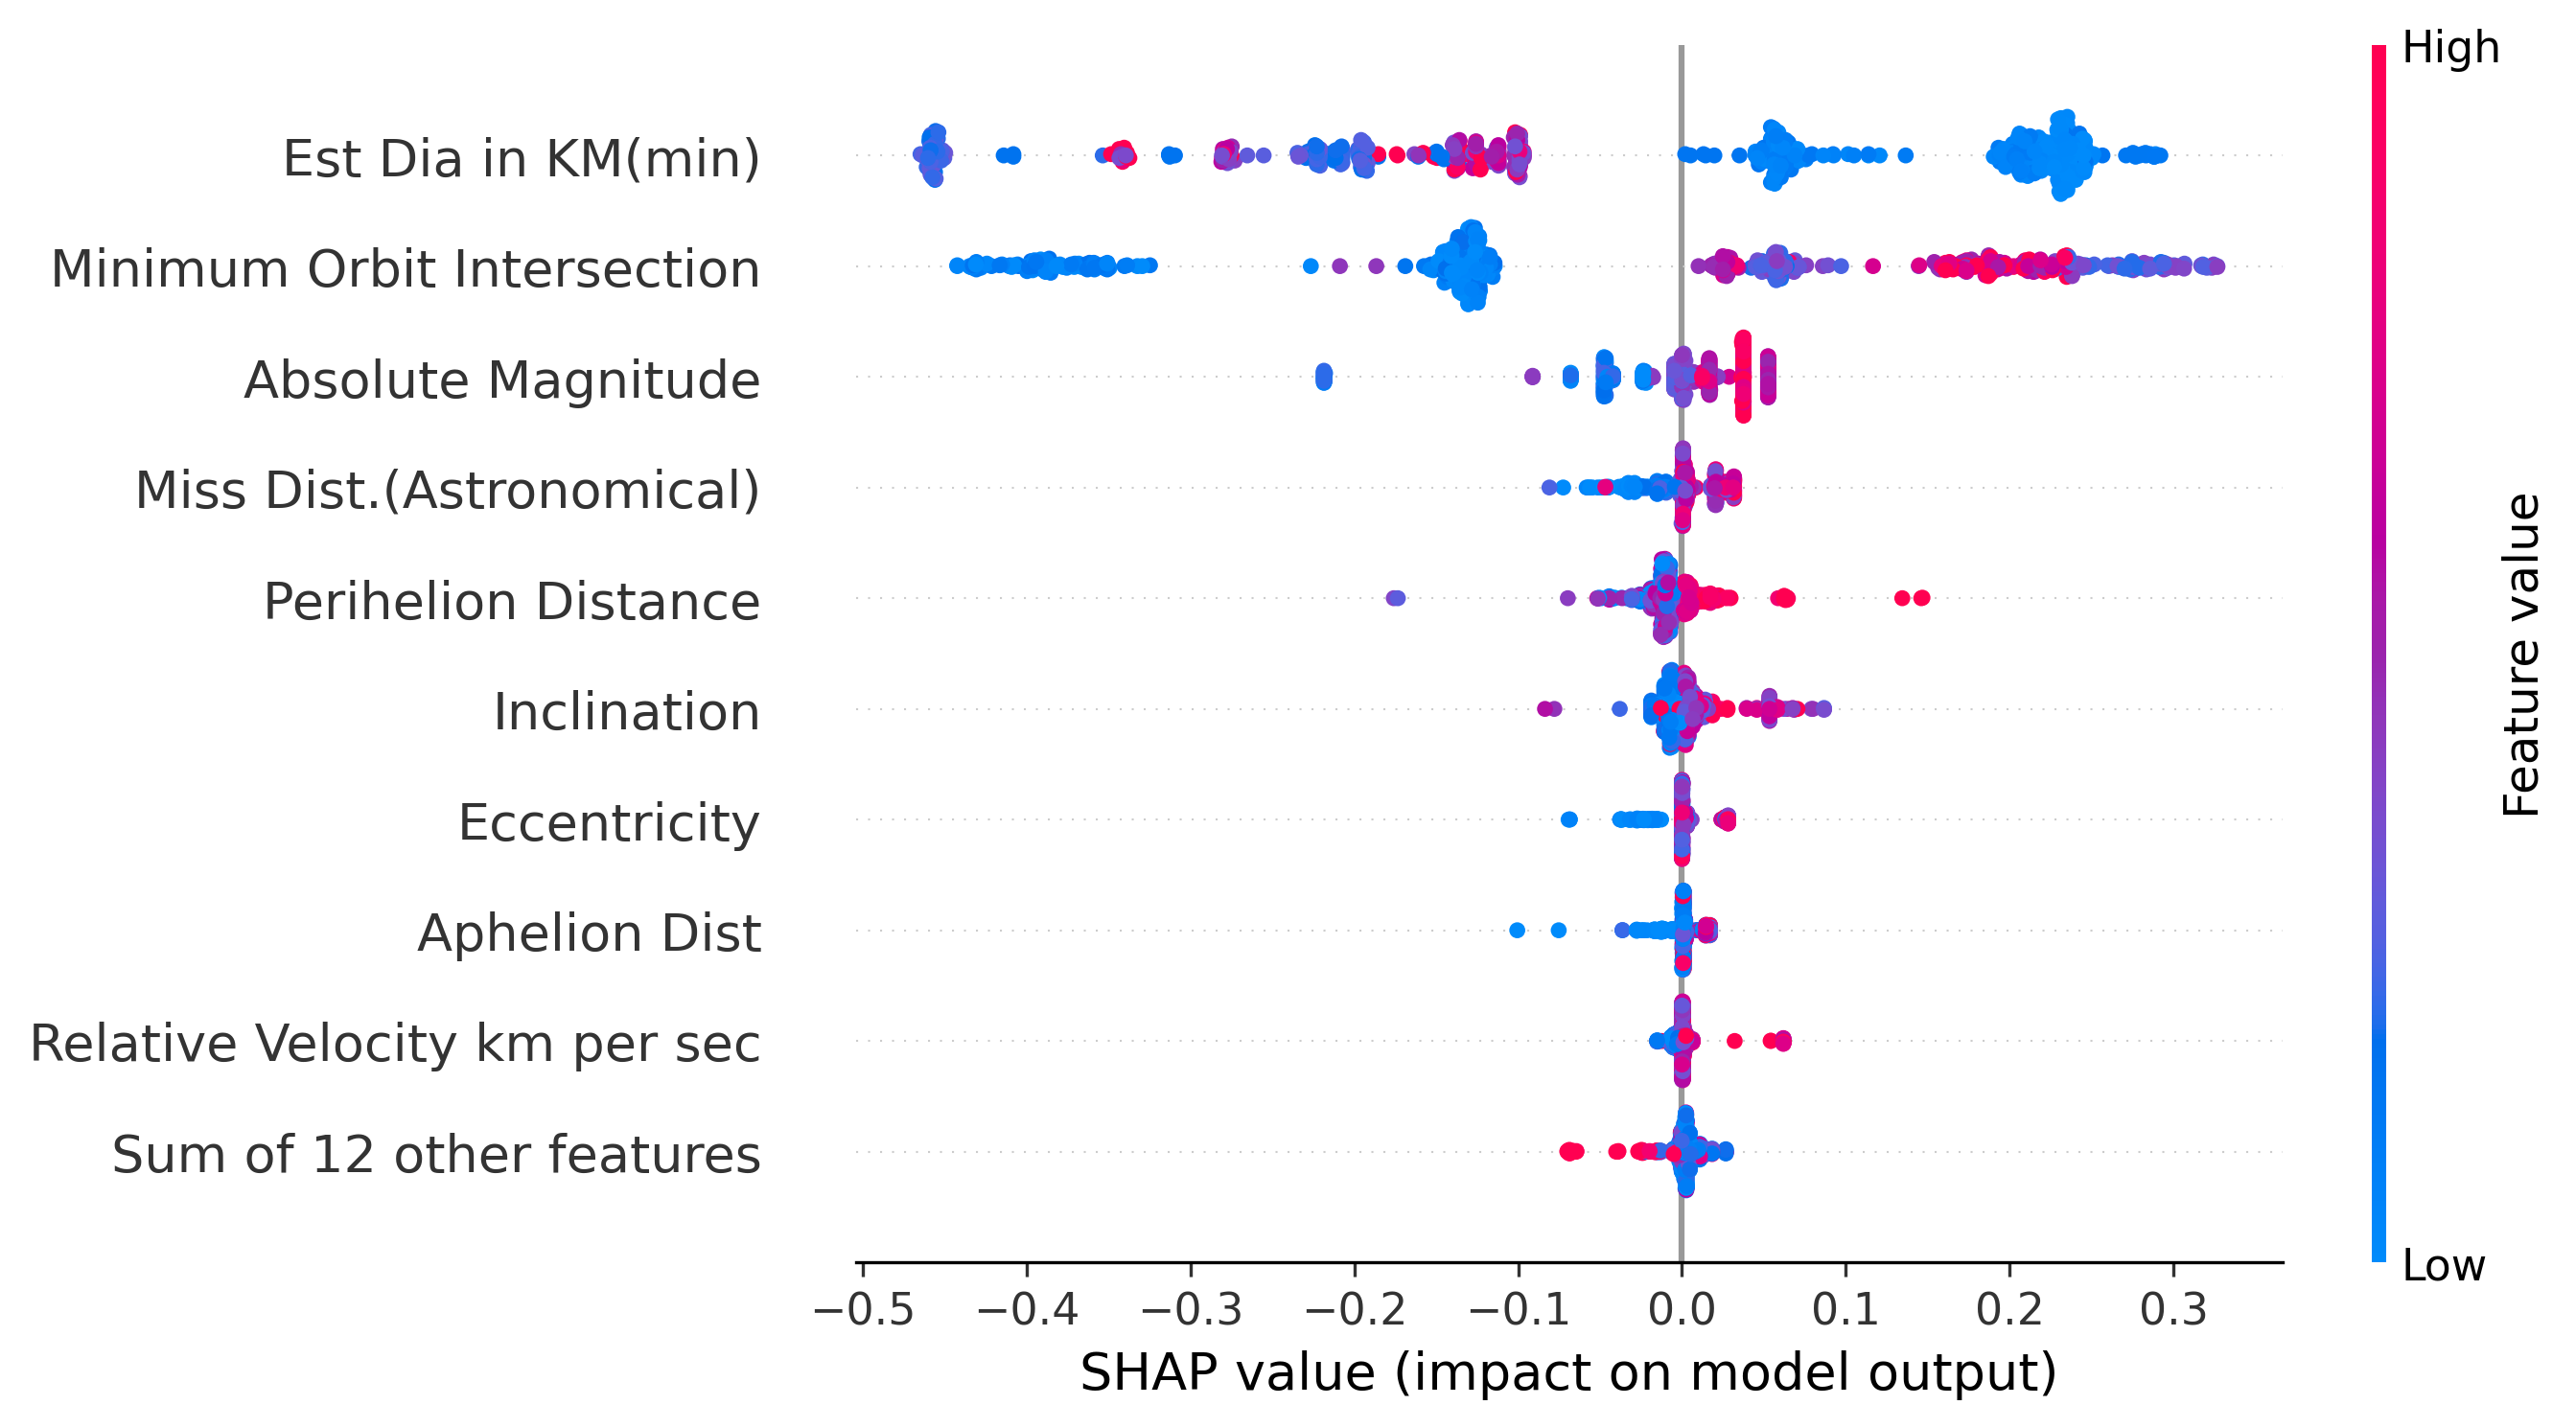 High
Est Dia in KM(min)
Minimum Orbit Intersection
Absolute Magnitude
Miss Dist.(Astronomical)
Perihelion Distance
Inclination
Eccentricity
Aphelion Dist
Relative Velocity km per sec
Sum of 12 other features
Feature value
Low
−0.5 −0.4 −0.3 −0.2 −0.1 0.0 0.1 0.2 0.3
SHAP value (impact on model output)